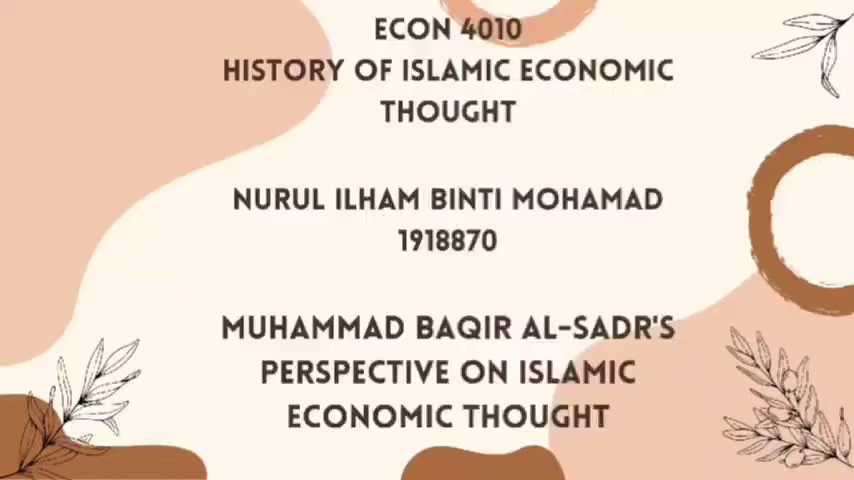 ECON 4010
HISTORY OF ISLAMIC ECONOMIC
THOUGHT
NURUL ILHAM BINTI MOHAMAD
1918870
MUHAMMAD BAQIR AL-SADR'S
PERSPECTIVE ON ISLAMIC
ECONOMIC THOUGHT